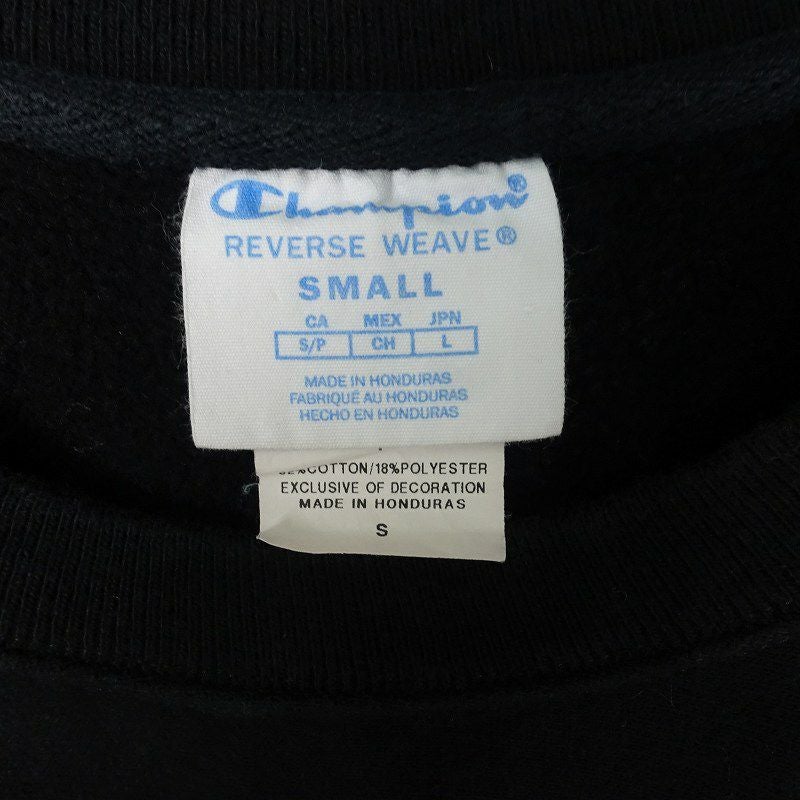 Champion®
REVERSE WEAVE®
SMALL
CA MEX JPN
S/P CH L
MADE IN HONDURAS
FABRIQUÉ AU HONDURAS
HECHO EN HONDURAS
82%COTTON/18%POLYESTER
EXCLUSIVE OF DECORATION
MADE IN HONDURAS
S